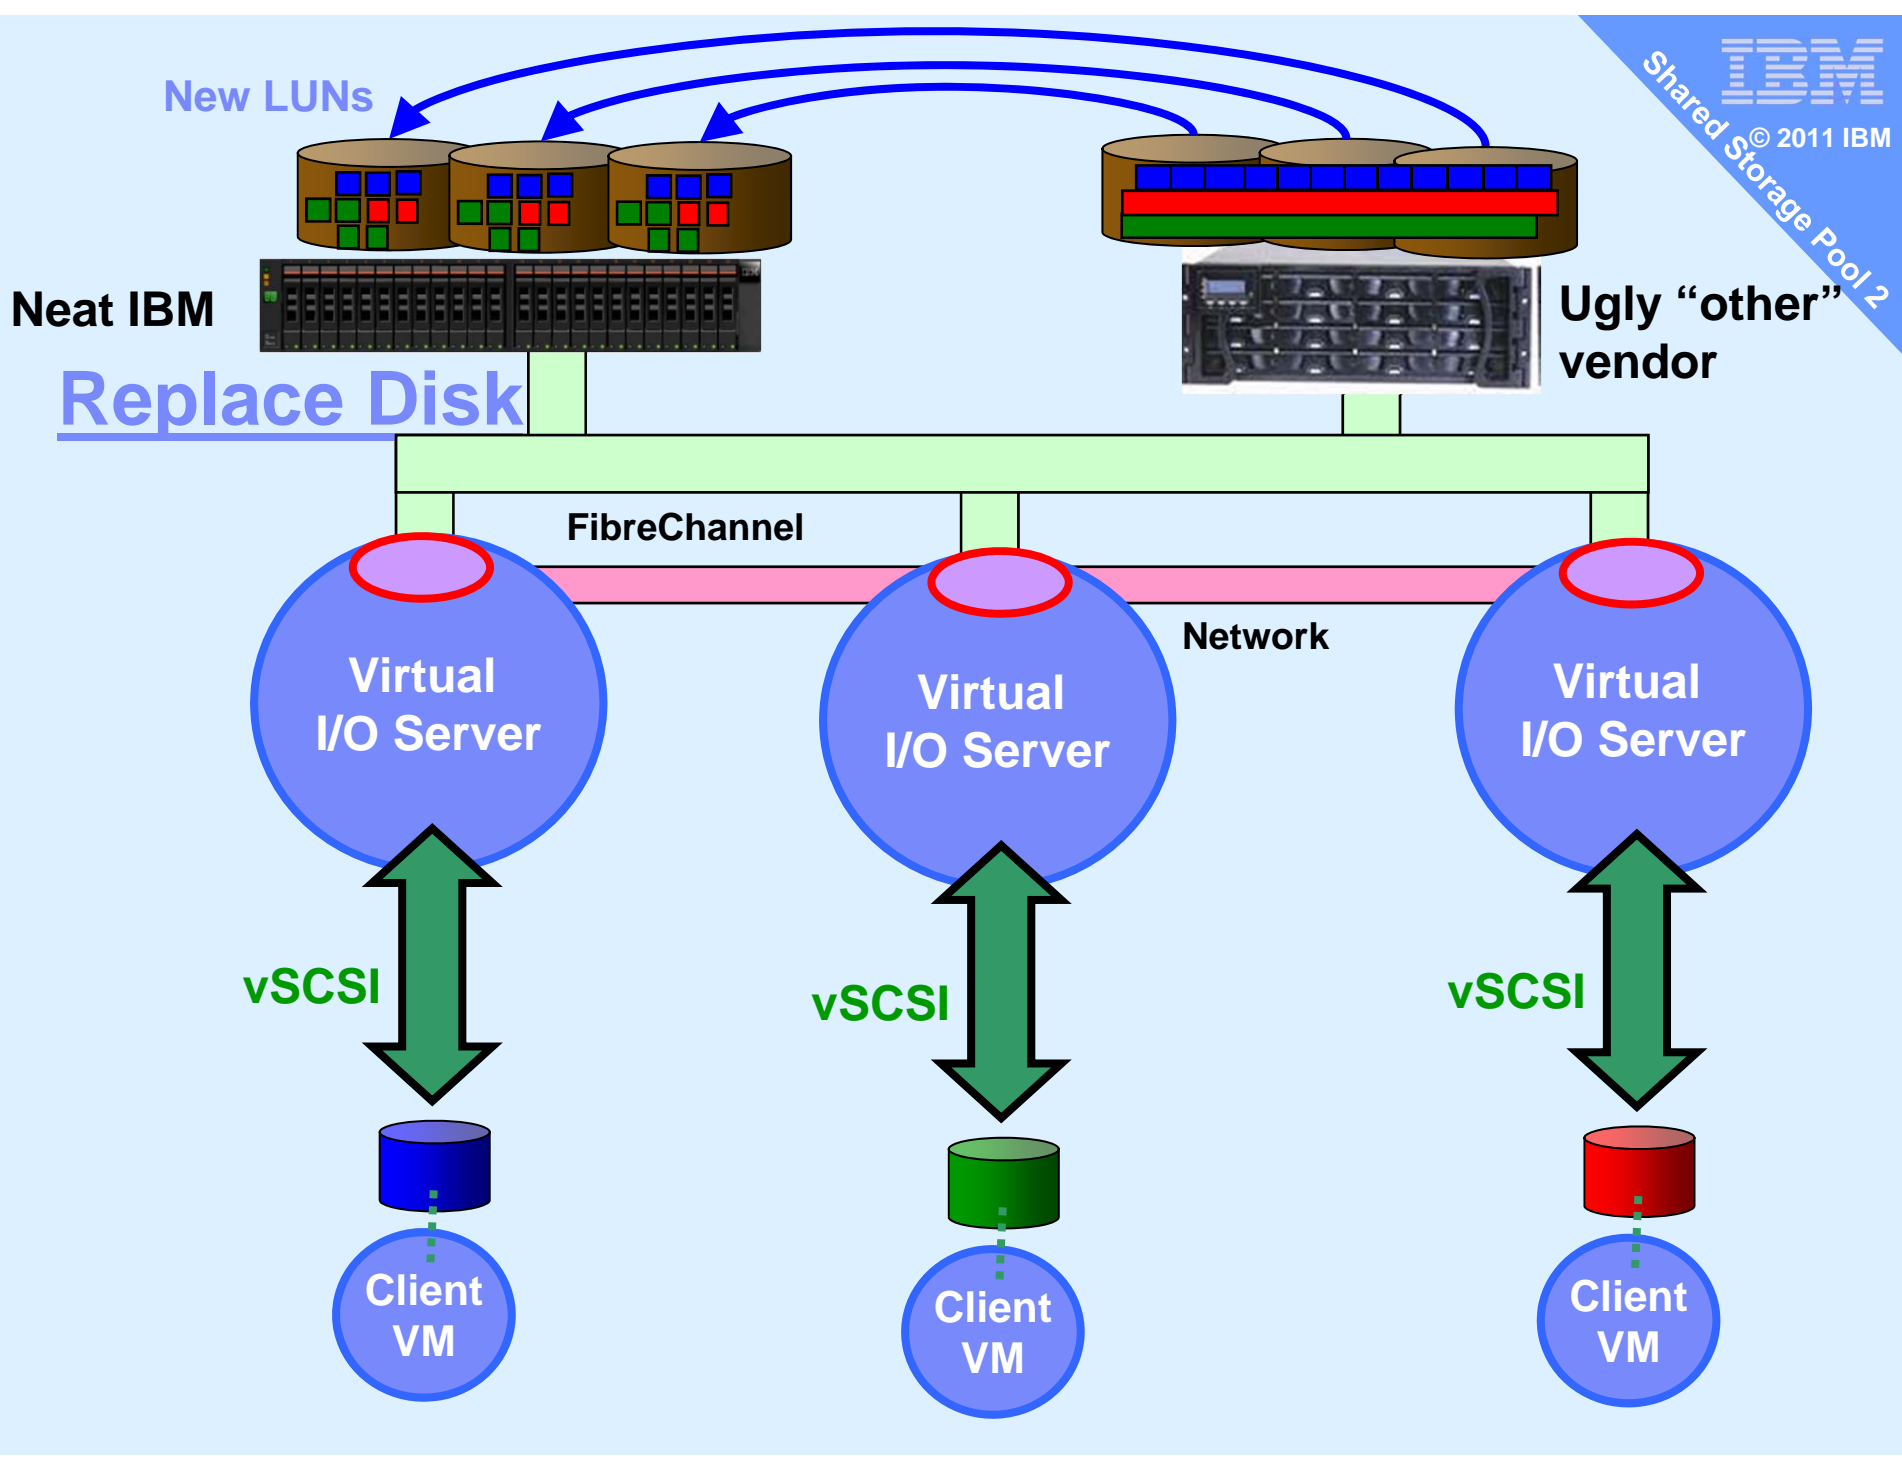 New LUNs
IBM
© 2011 IBM
Shared Storage Pool 2
Neat IBM
Ugly “other”
vendor
Replace Disk
FibreChannel
Network
Virtual
I/O Server
Virtual
I/O Server
Virtual
I/O Server
vSCSI
vSCSI
vSCSI
Client
VM
Client
VM
Client
VM